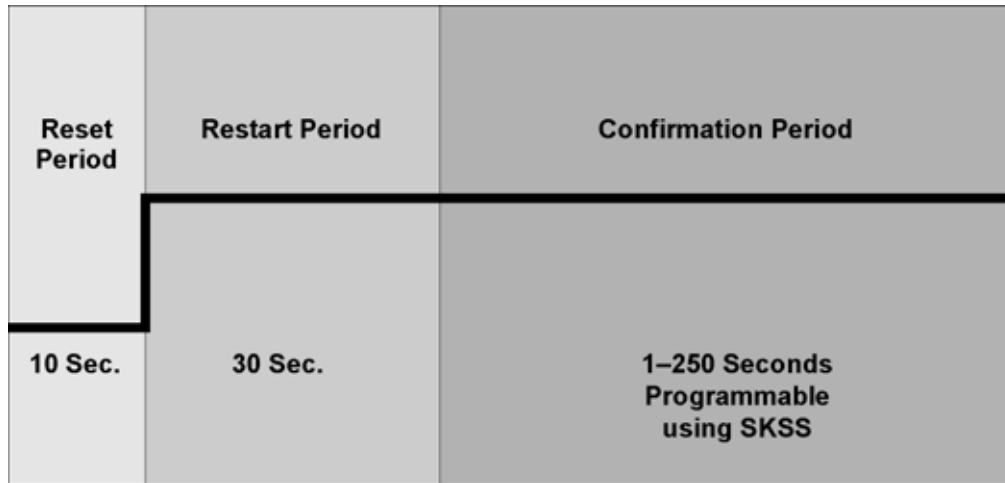 Reset
Period
Restart Period
Confirmation Period
10 Sec.
30 Sec.
1–250 Seconds
Programmable
using SKSS